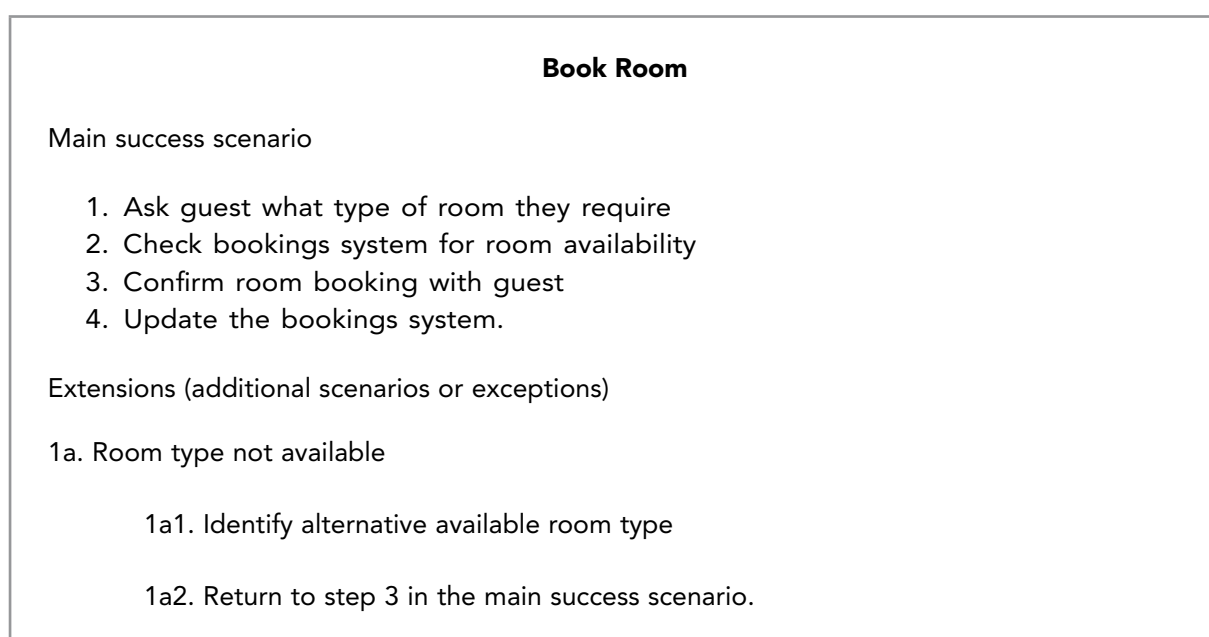 Book Room
Main success scenario
1. Ask guest what type of room they require
2. Check bookings system for room availability
3. Confirm room booking with guest
4. Update the bookings system.
Extensions (additional scenarios or exceptions)
1a. Room type not available
1a1. Identify alternative available room type
1a2. Return to step 3 in the main success scenario.